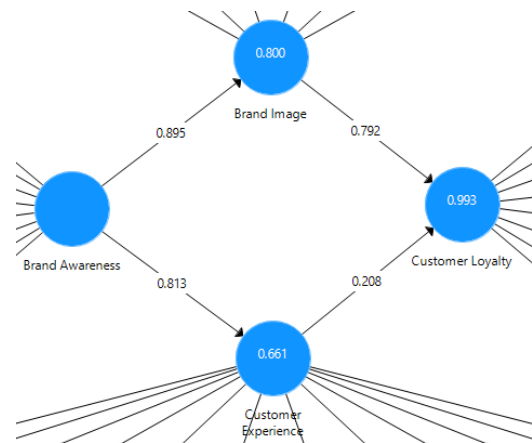 0.800
Brand Image
0.895
0.792
0.993
Brand Awareness
Customer Loyalty
0.813
0.208
0.661
Customer
Experience